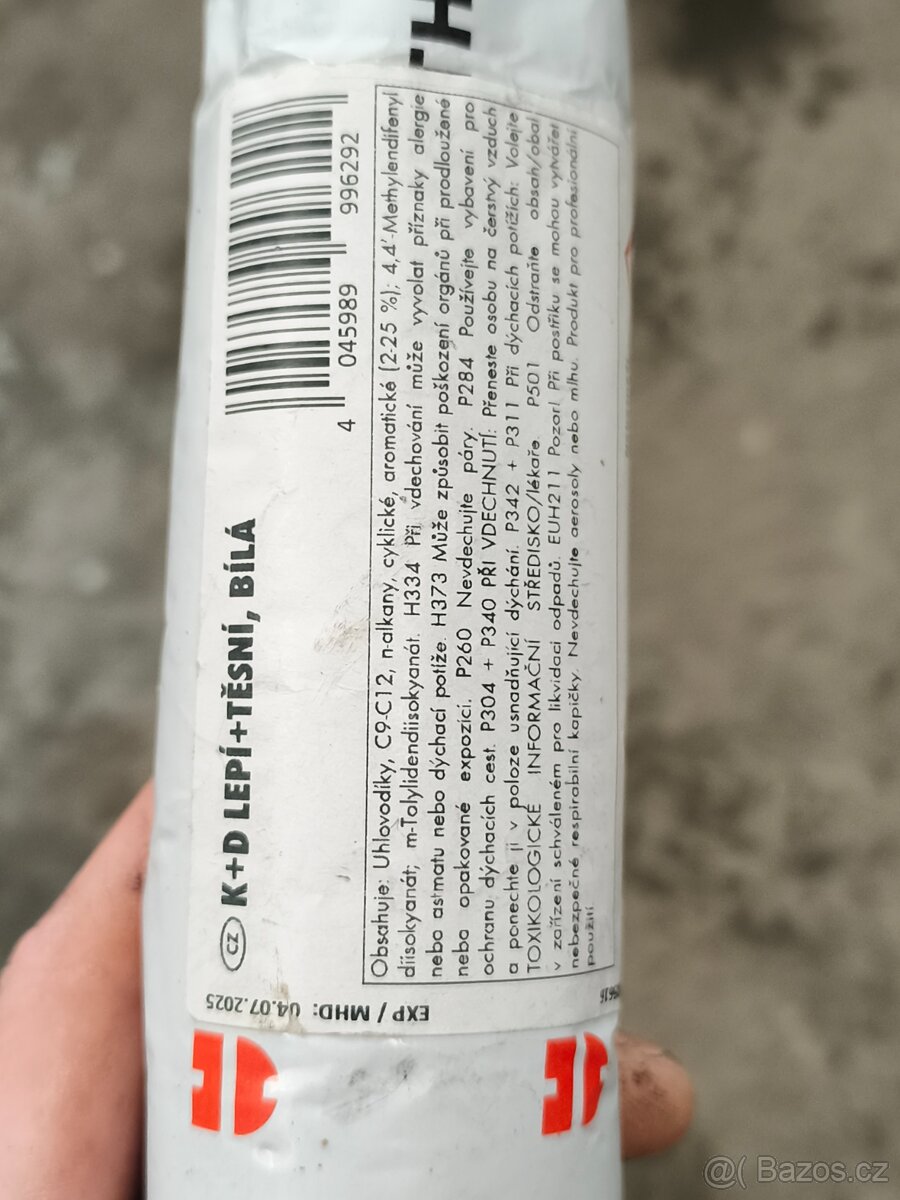 TH
CZ K+D LEPÍ+TĚSNÍ, BÍLÁ
4 045989 996292
Obsahuje: Uhlovodíky, C9-C12, n-alkany, cyklické, aromatické (2-25 %); 4,4'-Methylendifenyl
diisokyanát; m-Tolylidendiisokyanát. H334 Při vdechování může vyvolat příznaky alergie
nebo astmatu nebo dýchací potíže. H373 Může způsobit poškození orgánů při prodloužené
nebo opakované expozici. P260 Nevdechujte páry. P284 Používejte vybavení pro
ochranu dýchacích cest. P304 + P340 PŘI VDECHNUTÍ: Přeneste osobu na čerstvý vzduch
a ponechte ji v poloze usnadňující dýchání. P342 + P311 Při dýchacích potížích: Volejte
TOXIKOLOGICKÉ INFORMAČNÍ STŘEDISKO/lékaře. P501 Odstraňte obsah/obal
v zařízení schváleném pro likvidaci odpadů. EUH211 Pozor! Při postřiku se mohou vytvářet
nebezpečné respirabilní kapičky. Nevdechujte aerosoly nebo mlhu. Produkt pro profesionální
použití.
EXP / MHD: 04.07.2025
@( Bazos.cz